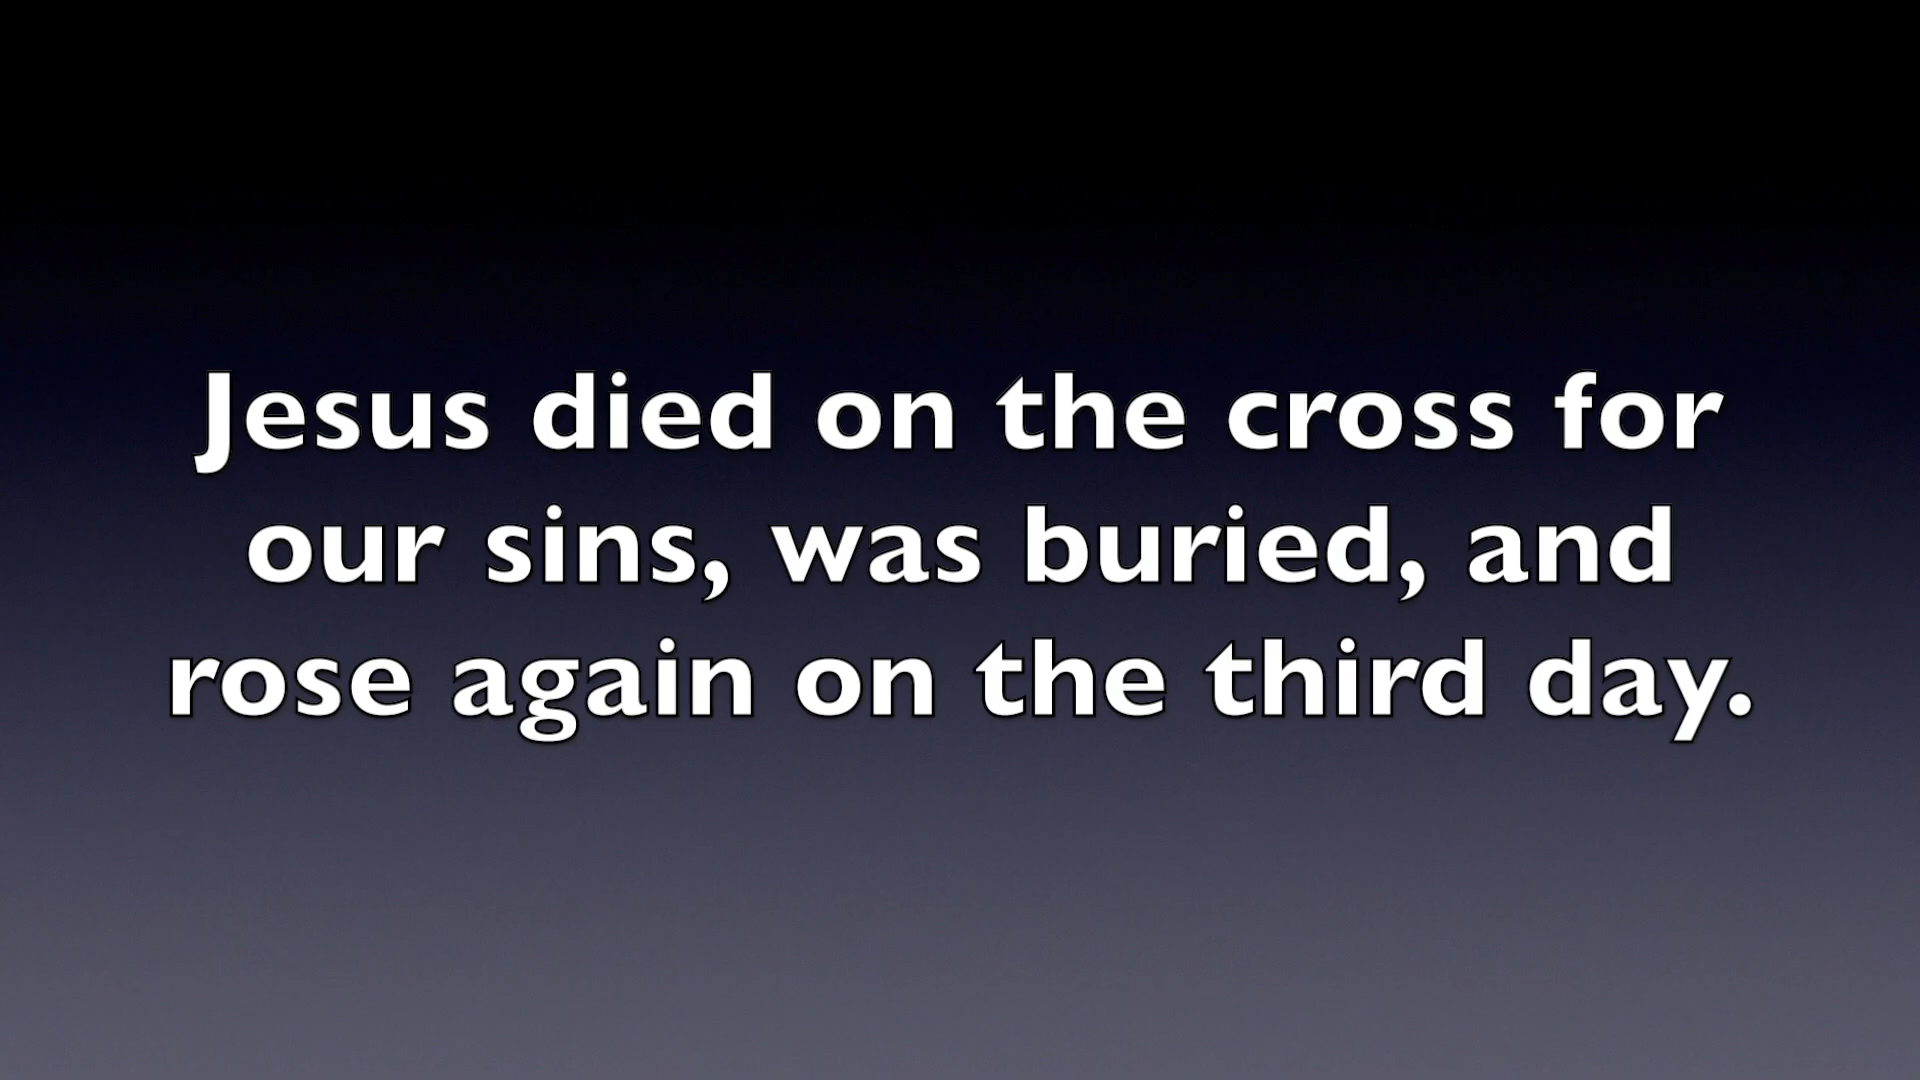 Jesus died on the cross for
our sins, was buried, and
rose again on the third day.